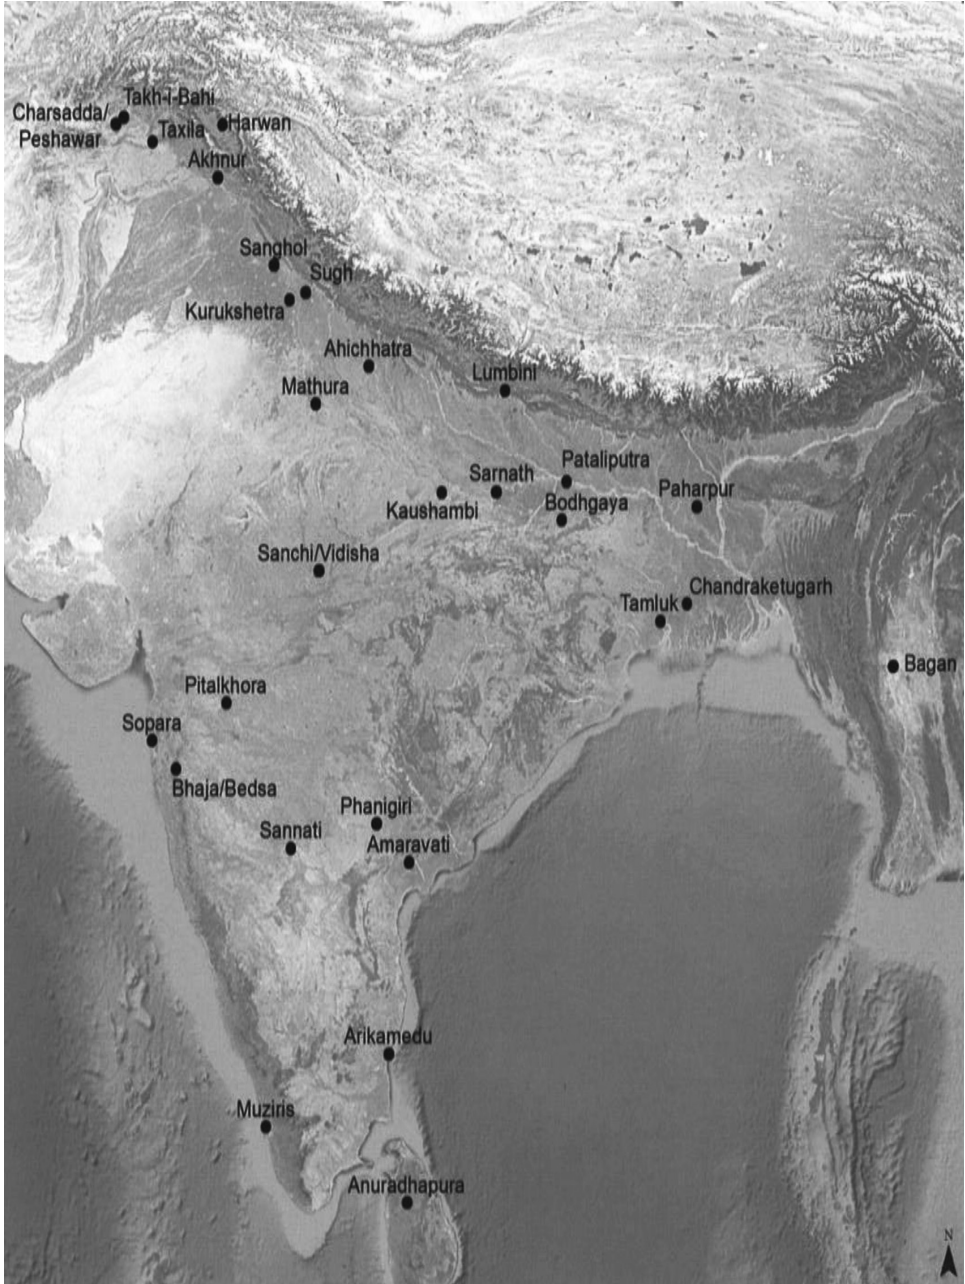 Takh-i-Bahi
Charsadda/
Peshawar
Taxila
Harwan
Akhnur
Sanghol
Sugh
Kurukshetra
Ahichhatra
Mathura
Lumbini
Pataliputra
Sarnath
Kaushambi
Bodhgaya
Paharpur
Sanchi/Vidisha
Chandraketugarh
Tamluk
Bagan
Pitalkhora
Sopara
Bhaja/Bedsa
Phanigiri
Sannati
Amaravati
Arikamedu
Muziris
Anuradhapura
N